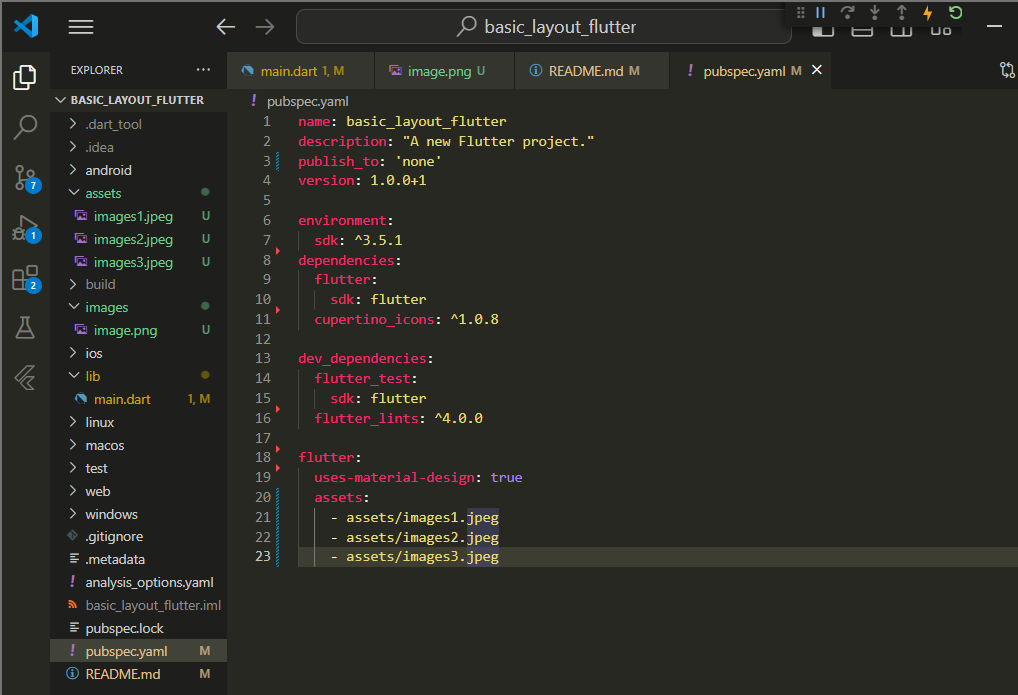 basic_layout_flutter
EXPLORER
main.dart 1, M
image.png U
README.md M
pubspec.yaml M
BASIC_LAYOUT_FLUTTER
.dart_tool
.idea
android
assets
images1.jpeg U
images2.jpeg U
images3.jpeg U
build
images
image.png U
ios
lib
main.dart 1, M
linux
macos
test
web
windows
.gitignore
.metadata
analysis_options.yaml
basic_layout_flutter.iml
pubspec.lock
pubspec.yaml M
README.md M
7
1
2
pubspec.yaml
1 name: basic_layout_flutter
2 description: "A new Flutter project."
3 publish_to: 'none'
4 version: 1.0.0+1
5
6 environment:
7 sdk: ^3.5.1
8 dependencies:
9 flutter:
10 sdk: flutter
11 cupertino_icons: ^1.0.8
12
13 dev_dependencies:
14 flutter_test:
15 sdk: flutter
16 flutter_lints: ^4.0.0
17
18 flutter:
19 uses-material-design: true
20 assets:
21 - assets/images1.jpeg
22 - assets/images2.jpeg
23 - assets/images3.jpeg